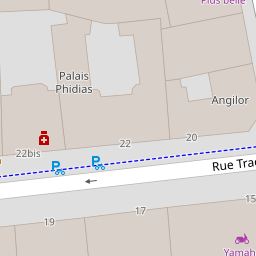 Plus belle
Palais
Phidias
Angilor
22
20
22bis
P
P
Rue Trac
15
17
19
Yamah